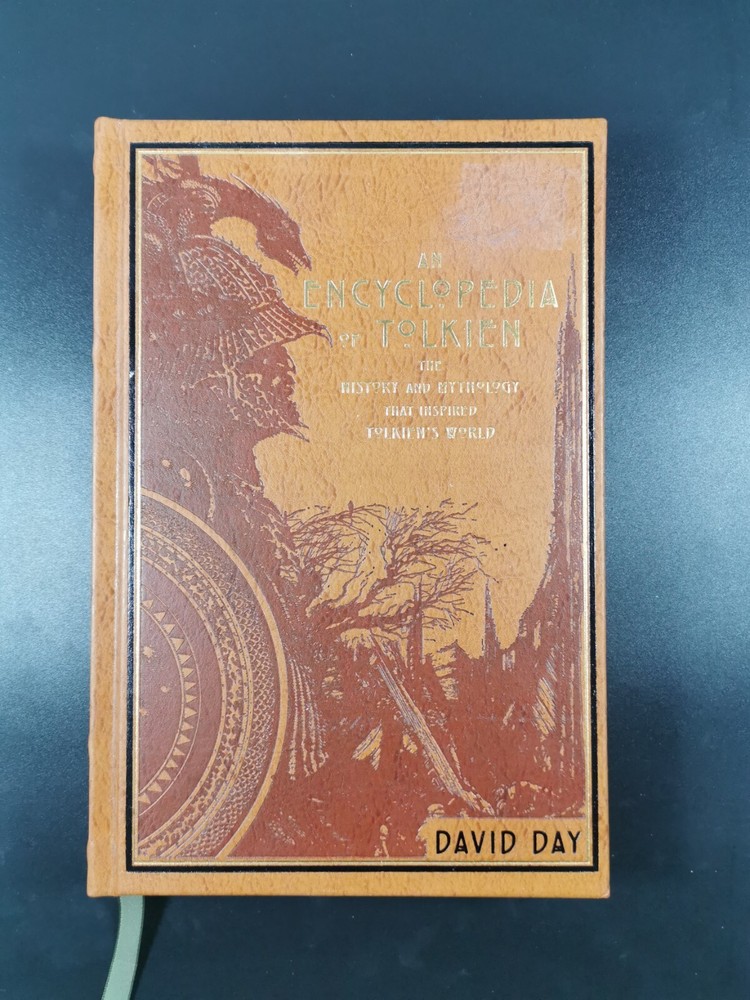 AN
ENCYCLOPEDIA
OF TOLKIEN
THE
HISTORY AND MYTHOLOGY
THAT INSPIRED
TOLKIEN'S WORLD
DAVID DAY